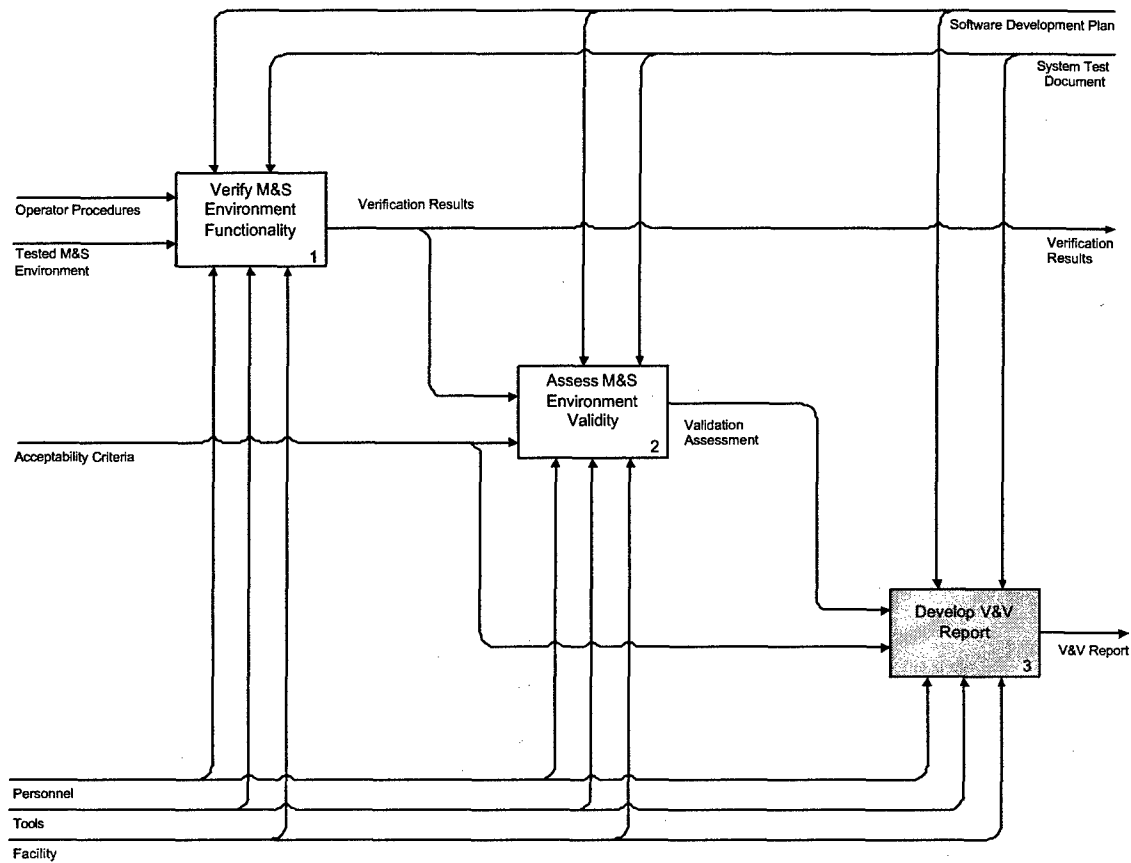 Software Development Plan
System Test
Document
Verify M&S
Environment
Functionality
1
Operator Procedures
Tested M&S
Environment
Verification Results
Verification
Results
Assess M&S
Environment
Validity
2
Acceptability Criteria
Validation
Assessment
Develop V&V
Report
3
V&V Report
Personnel
Tools
Facility